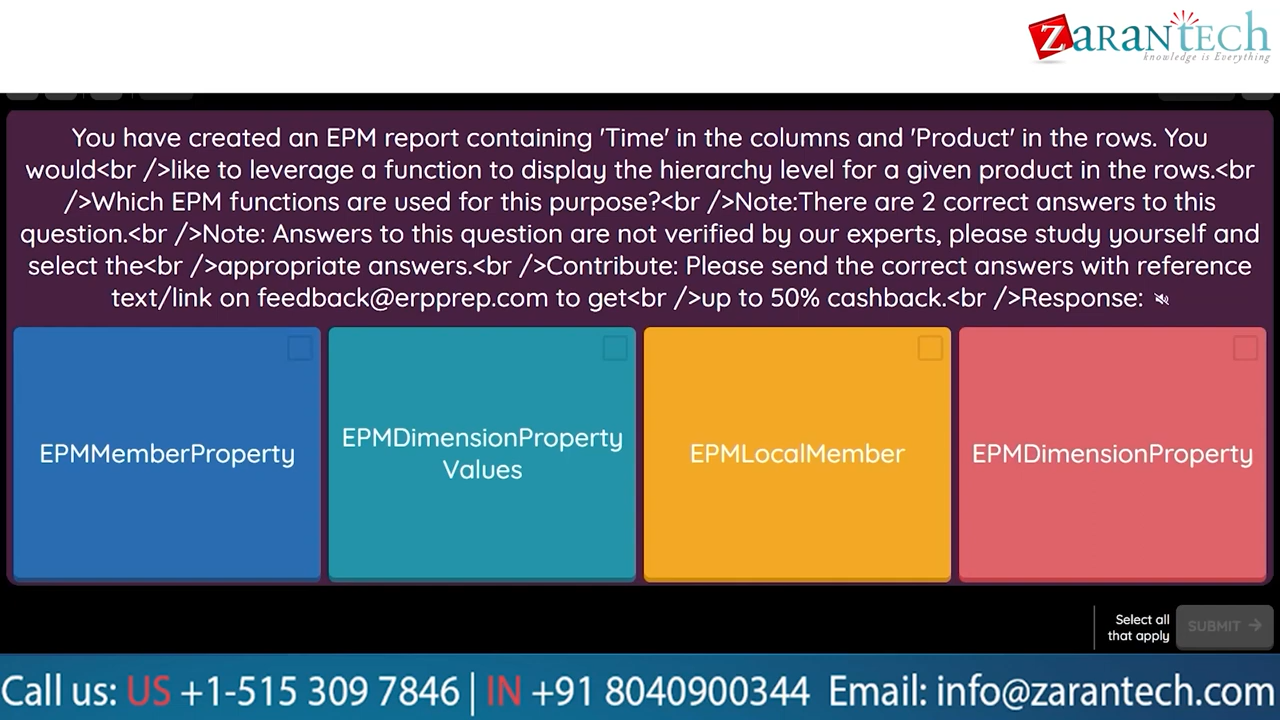 ZARANTECH
knowledge is Everything
You have created an EPM report containing 'Time' in the columns and 'Product' in the rows. You
would<br />like to leverage a function to display the hierarchy level for a given product in the rows.<br
/>Which EPM functions are used for this purpose?<br />Note:There are 2 correct answers to this
question.<br />Note: Answers to this question are not verified by our experts, please study yourself and
select the<br />appropriate answers.<br />Contribute: Please send the correct answers with reference
text/link on feedback@erpprep.com to get<br />up to 50% cashback.<br />Response:
EPMMemberProperty
EPMDimensionProperty
Values
EPMLocalMember
EPMDimensionProperty
Select all
that apply
SUBMIT
Call us: US +1-515 309 7846 | IN +91 8040900344 Email: info@zarantech.com